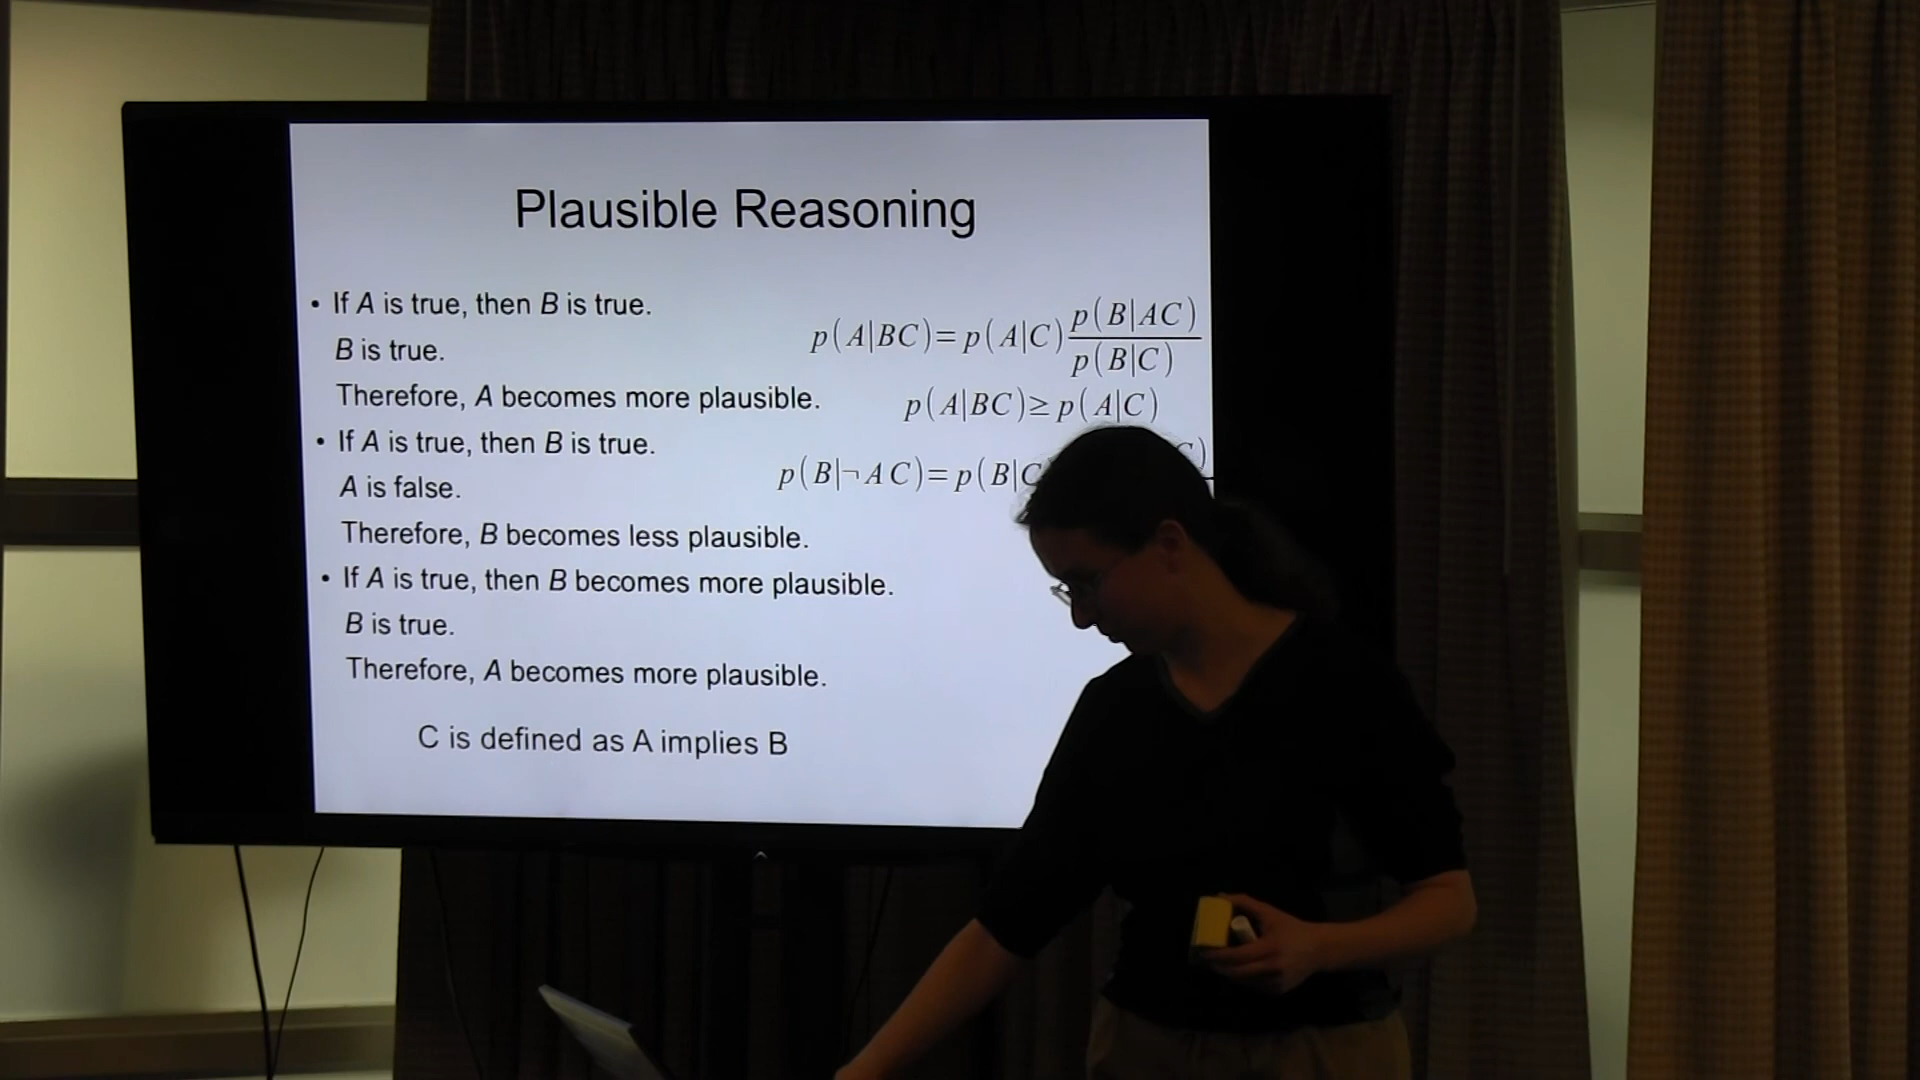 Plausible Reasoning
• If A is true, then B is true.
B is true.
Therefore, A becomes more plausible.
• If A is true, then B is true.
A is false.
Therefore, B becomes less plausible.
• If A is true, then B becomes more plausible.
B is true.
Therefore, A becomes more plausible.
C is defined as A implies B
p(A|BC)=p(A|C) p(B|AC)
p(B|C)
p(A|BC)≥p(A|C)
p(B|¬AC)=p(B|C